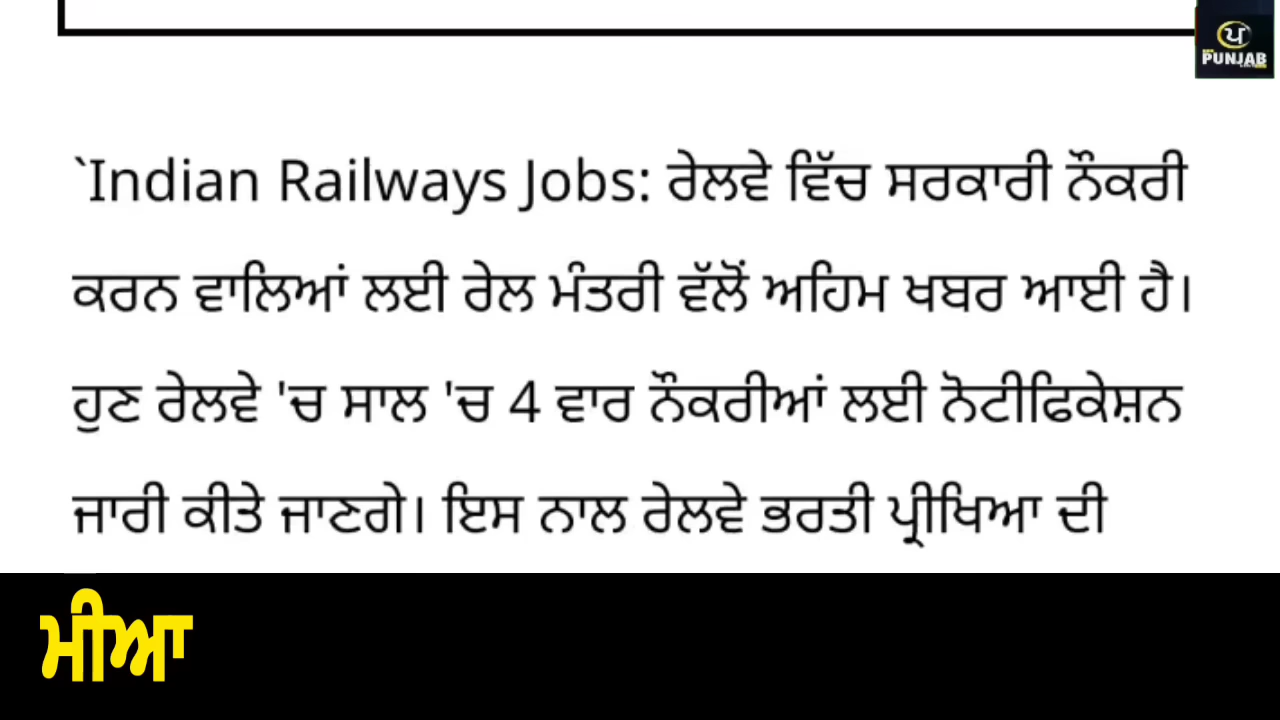 ਪ
PUNJAB
`Indian Railways Jobs: ਰੇਲਵੇ ਵਿੱਚ ਸਰਕਾਰੀ ਨੌਕਰੀ
ਕਰਨ ਵਾਲਿਆਂ ਲਈ ਰੇਲ ਮੰਤਰੀ ਵੱਲੋਂ ਅਹਿਮ ਖਬਰ ਆਈ ਹੈ।
ਹੁਣ ਰੇਲਵੇ 'ਚ ਸਾਲ 'ਚ 4 ਵਾਰ ਨੌਕਰੀਆਂ ਲਈ ਨੋਟੀਫਿਕੇਸ਼ਨ
ਜਾਰੀ ਕੀਤੇ ਜਾਣਗੇ। ਇਸ ਨਾਲ ਰੇਲਵੇ ਭਰਤੀ ਪ੍ਰੀਖਿਆ ਦੀ
ਮੀਆ